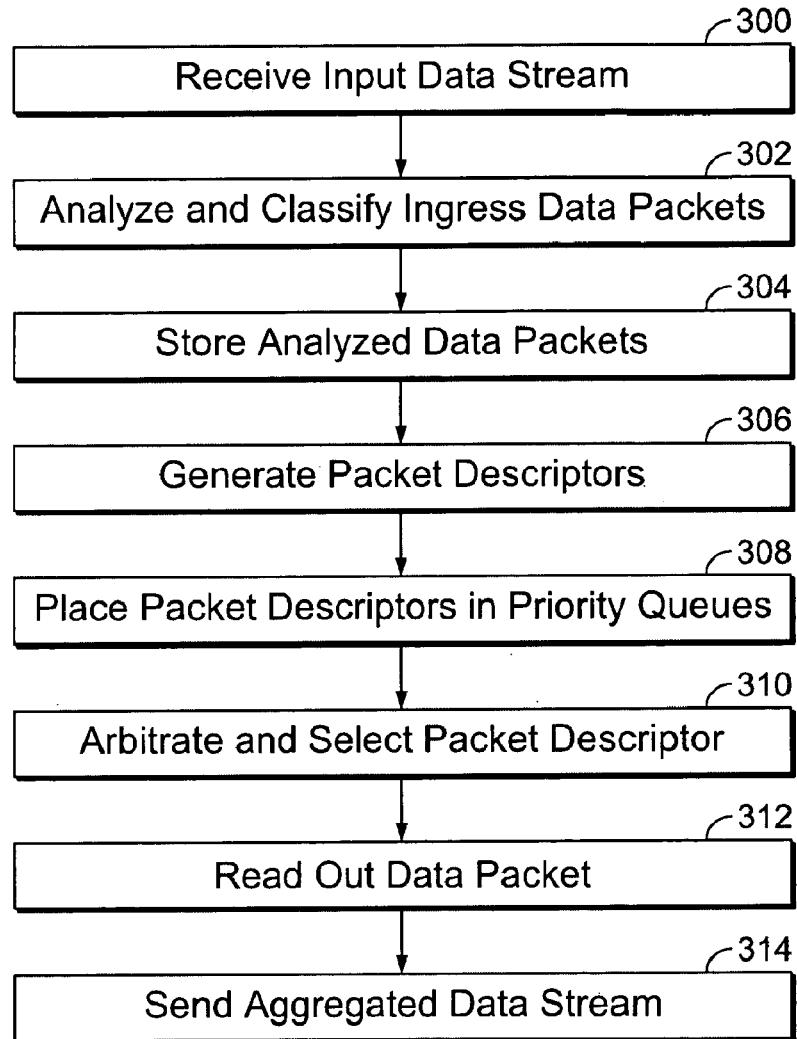 300
Receive Input Data Stream
302
Analyze and Classify Ingress Data Packets
304
Store Analyzed Data Packets
306
Generate Packet Descriptors
308
Place Packet Descriptors in Priority Queues
310
Arbitrate and Select Packet Descriptor
312
Read Out Data Packet
314
Send Aggregated Data Stream